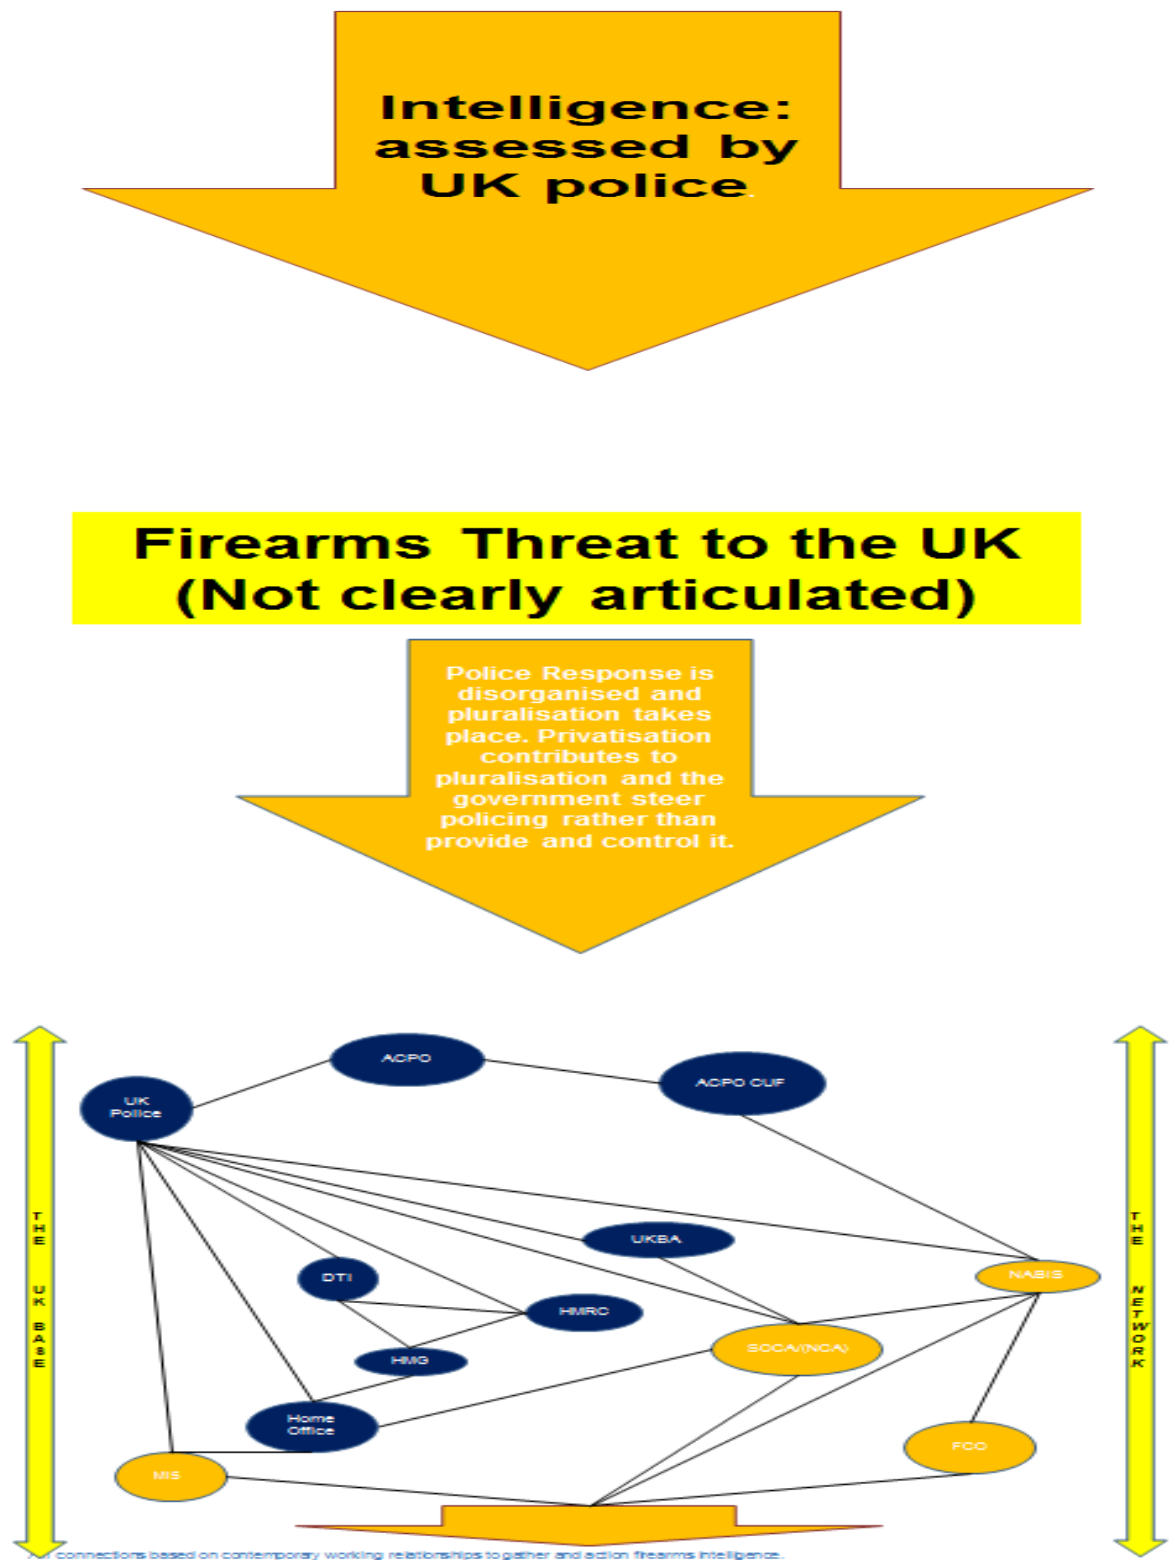 Intelligence:
assessed by
UK police.
Firearms Threat to the UK
(Not clearly articulated)
Police Response is
disorganised and
pluralisation takes
place. Privatisation
contributes to
pluralisation and the
government steer
policing rather than
provide and control it.
ACPO
ACPO CUF
UK
Police
THE UK BASE
THE NETWORK
UKBA
NABIS
DTI
HMRC
SOCA/(NCA)
HMG
Home
Office
FCO
connections based on contemporary working relationships to gather and action firearms intelligence.